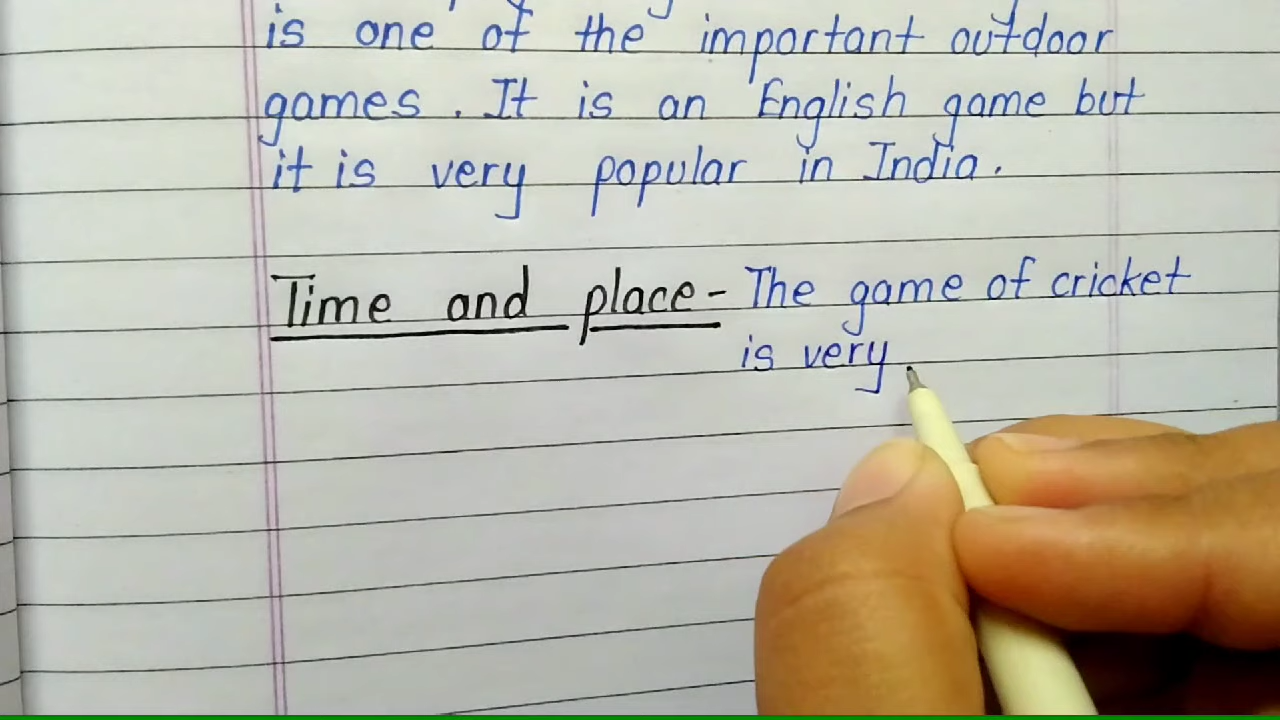 is one of the important outdoor
games. It is an English game but
it is very popular in India.
Time and place- The game of cricket
is very